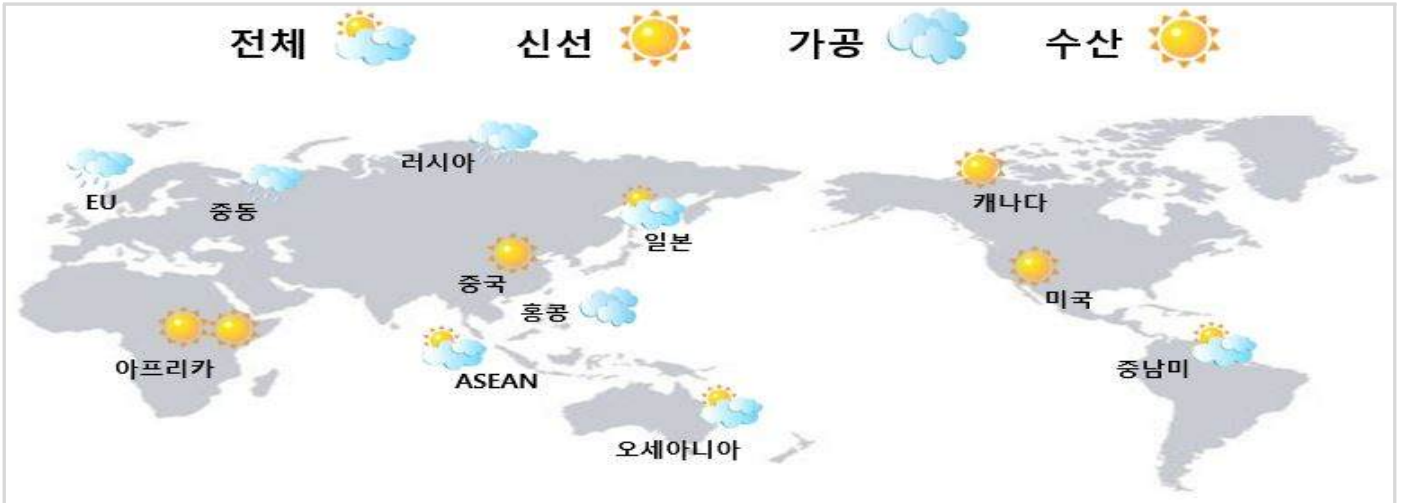 전체 신선 가공 수산
러시아
EU
중동
캐나다
일본
중국
미국
홍콩
아프리카
중남미
ASEAN
오세아니아